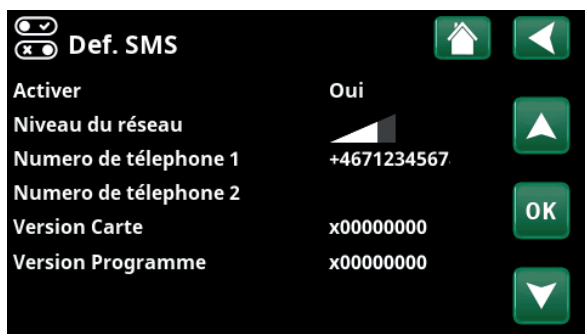 Def. SMS
Activer Oui
Niveau du réseau
Numero de télephone 1 +4671234567
Numero de télephone 2
OK
Version Carte x00000000
Version Programme x00000000